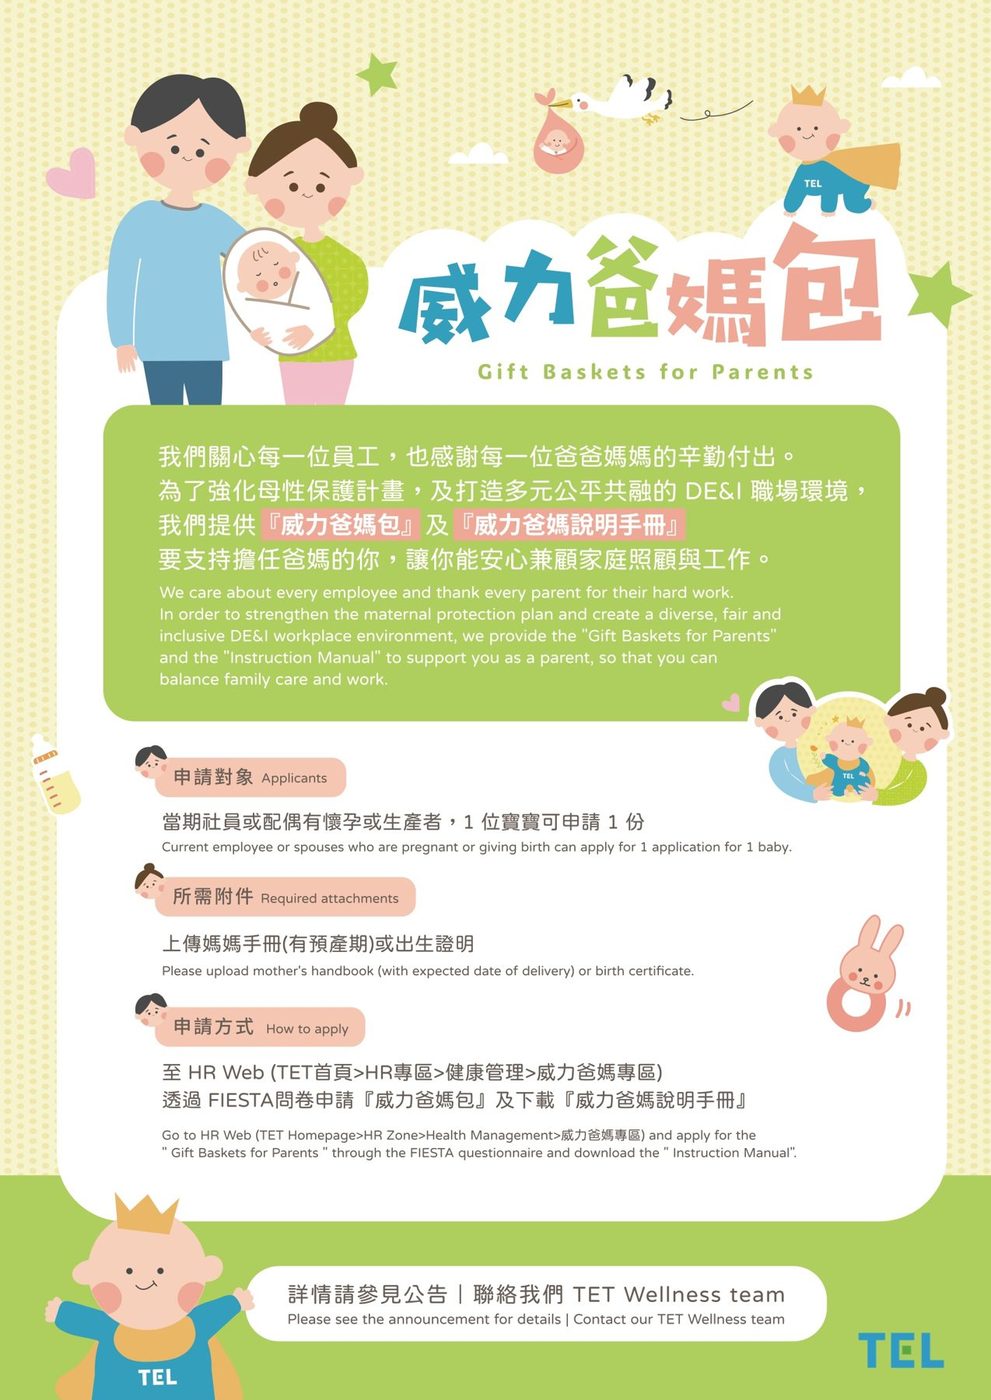 TEL
威力爸媽包
Gift Baskets for Parents
我們關心每一位員工，也感謝每一位爸爸媽媽的辛勤付出。
為了強化母性保護計畫，及打造多元公平共融的 DE&I 職場環境，
我們提供『威力爸媽包』及『威力爸媽說明手冊』
要支持擔任爸媽的你，讓你能安心兼顧家庭照顧與工作。
We care about every employee and thank every parent for their hard work.
In order to strengthen the maternal protection plan and create a diverse, fair and
inclusive DE&I workplace environment, we provide the "Gift Baskets for Parents"
and the "Instruction Manual" to support you as a parent, so that you can
balance family care and work.
TEL
申請對象 Applicants
當期社員或配偶有懷孕或生產者，1 位寶寶可申請 1 份
Current employee or spouses who are pregnant or giving birth can apply for 1 application for 1 baby.
所需附件 Required attachments
上傳媽媽手冊(有預產期)或出生證明
Please upload mother's handbook (with expected date of delivery) or birth certificate.
申請方式 How to apply
至 HR Web (TET首頁>HR專區>健康管理>威力爸媽專區)
透過 FIESTA問卷申請『威力爸媽包』及下載『威力爸媽說明手冊』
Go to HR Web (TET Homepage>HR Zone>Health Management>威力爸媽專區) and apply for the
" Gift Baskets for Parents " through the FIESTA questionnaire and download the " Instruction Manual".
詳情請參見公告｜聯絡我們 TET Wellness team
Please see the announcement for details | Contact our TET Wellness team
TEL
TEL